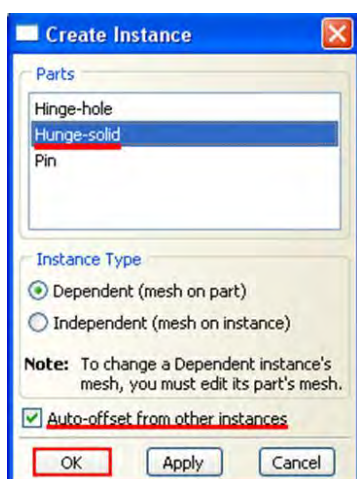 Create Instance
Parts
Hinge-hole
Hunge-solid
Pin
Instance Type
Dependent (mesh on part)
Independent (mesh on instance)
Note: To change a Dependent instance's
mesh, you must edit its part's mesh.
Auto-offset from other instances
OK Apply Cancel